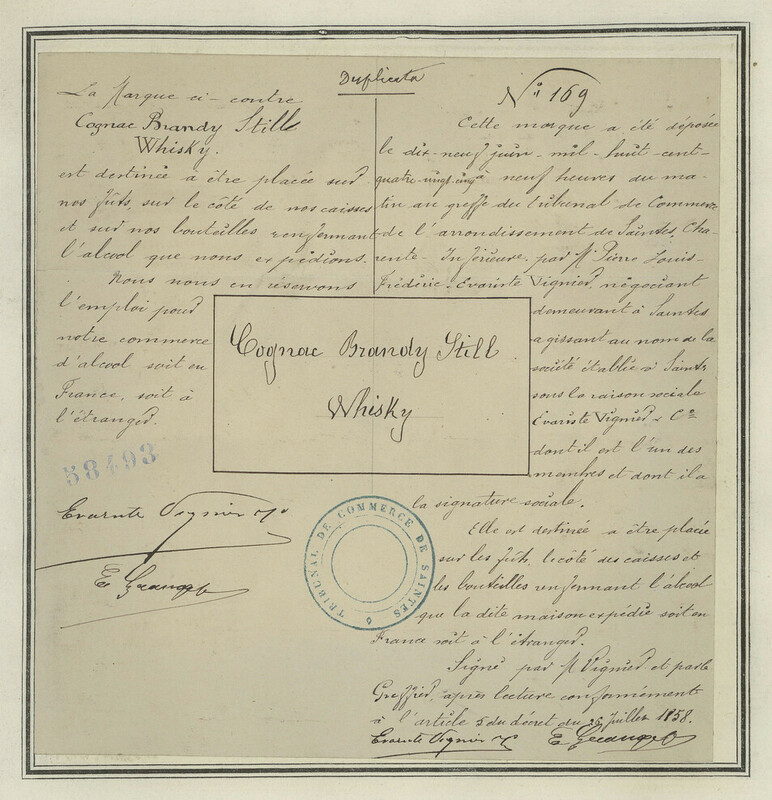 Duplicata
La Marque ci-contre
Cognac Brandy Still
Whisky.
est destinée à être placée sur
nos fûts, sur le côté de nos caisses
et sur nos bouteilles renfermant
l'alcool que nous expédions.
Nous nous en réservons
l'emploi pour
notre commerce
d'alcool soit en
France, soit à
l'étranger.
58493
Evariste Vignier & Cie
Cognac Brandy Still
Whisky
N° 169
Cette marque a été déposée
le dix-neuf juin-mil-huit-cent-
quatre-vingt-cinq à neuf heures du ma-
tin au greffe du Tribunal de Commerce
de l'arrondissement de Saintes, Cha-
rente-Inférieure, par Mr Pierre Louis-
Frédéric-Evariste Vignier, négociant
demeurant à Saintes
agissant au nom de la
société établie à Saintes
sous la raison sociale
Evariste Vignier & Cie
dont il est l'un des
membres et dont il a
la signature sociale.
Elle est destinée à être placée
sur les fûts, le côté des caisses et
les bouteilles renfermant l'alcool
que la dite maison expédie soit en
France soit à l'étranger.
Signé par M Vignier et par le
Greffier, après lecture conformément
à l'article 5 du décret du 26 Juillet 1858.
Evariste Vignier & Cie
TRIBUNAL DE COMMERCE DE SAINTES